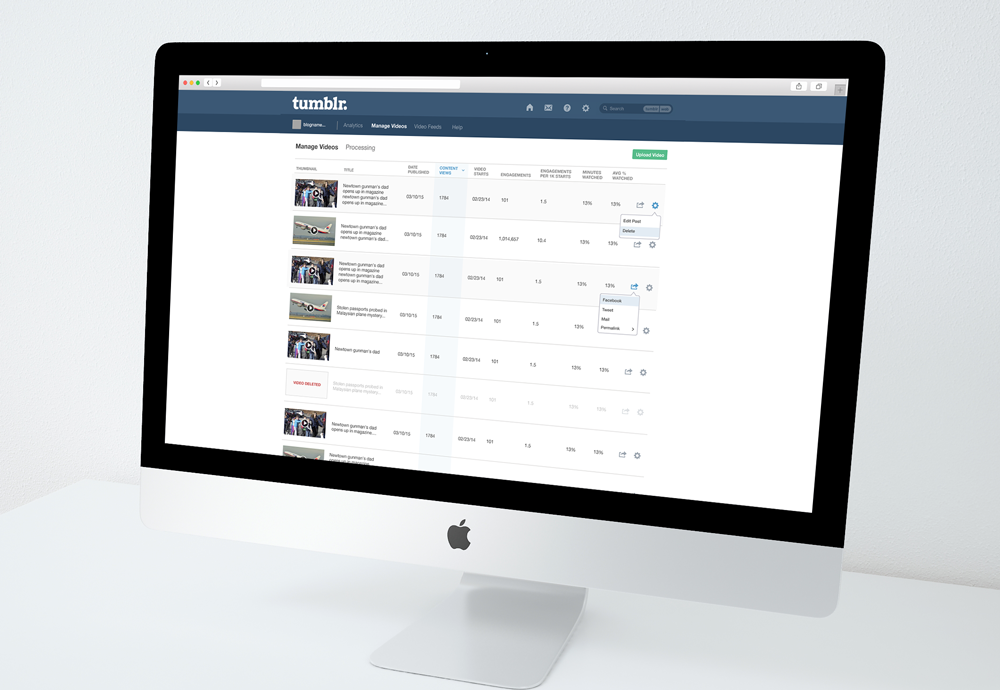 tumblr.
Search
blogname... Analytics Manage Videos Video Feeds Help
Manage Videos Processing
Upload Video
THUMBNAIL TITLE DATE PUBLISHED CONTENT VIEWS VIDEO STARTS ENGAGEMENTS ENGAGEMENTS PER 1K STARTS MINUTES WATCHED AVG % WATCHED
Newtown gunman's dad
opens up in magazine
newtown gunman's dad
opens up in magazine...
03/10/15 1784 02/23/14 101 1.5 13% 13%
Edit Post
Delete
Newtown gunman's dad
opens up in magazine
newtown gunman's dad...
03/10/15 1784 02/23/14 1,014,657 10.4 13% 13%
Newtown gunman's dad
opens up in magazine
newtown gunman's dad
opens up in magazine...
03/10/15 1784 02/23/14 101 1.5 13% 13%
Facebook
Tweet
Mail
Permalink
Stolen passports probed in
Malaysian plane mystery...
03/10/15 1784 02/23/14 101 1.5 13%
Newtown gunman's dad
03/10/15 1784 02/23/14 101 1.5 13% 13%
VIDEO DELETED
Stolen passports probed in
Malaysian plane mystery...
03/10/15 1784 02/23/14 101 1.5 13% 13%
Newtown gunman's dad
opens up in magazine...
03/10/15 1784 02/23/14 101 1.5 13% 13%
Newtown gunman's dad
opens up in magazine